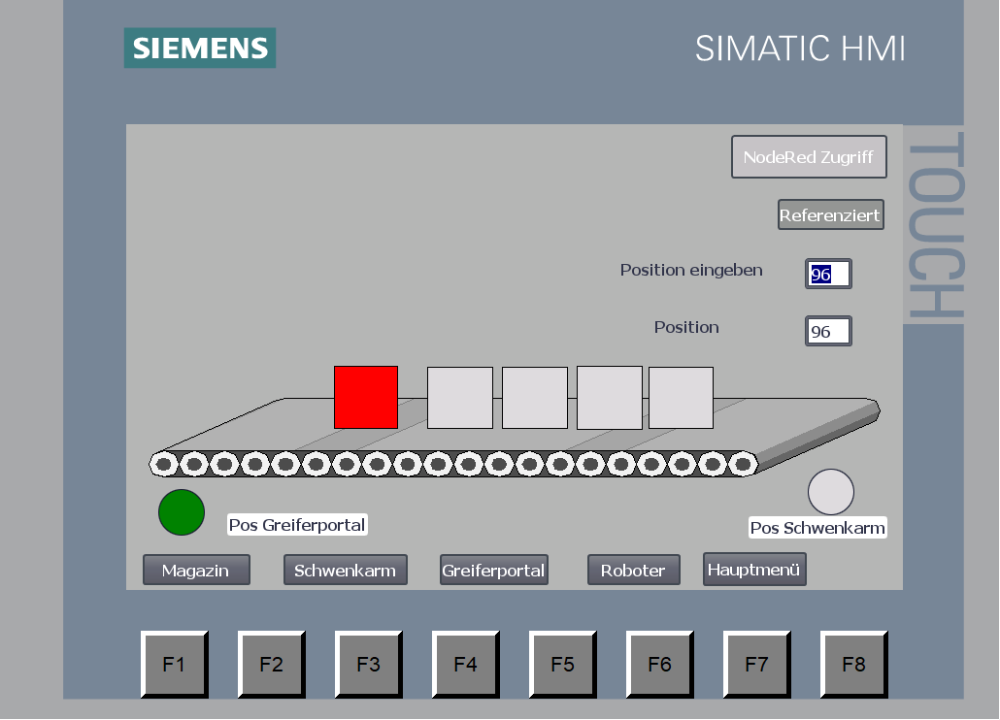 SIEMENS
SIMATIC HMI
TOUCH
NodeRed Zugriff
Referenziert
Position eingeben
96
Position
96
Pos Greiferportal
Pos Schwenkarm
Magazin
Schwenkarm
Greiferportal
Roboter
Hauptmenü
F1
F2
F3
F4
F5
F6
F7
F8